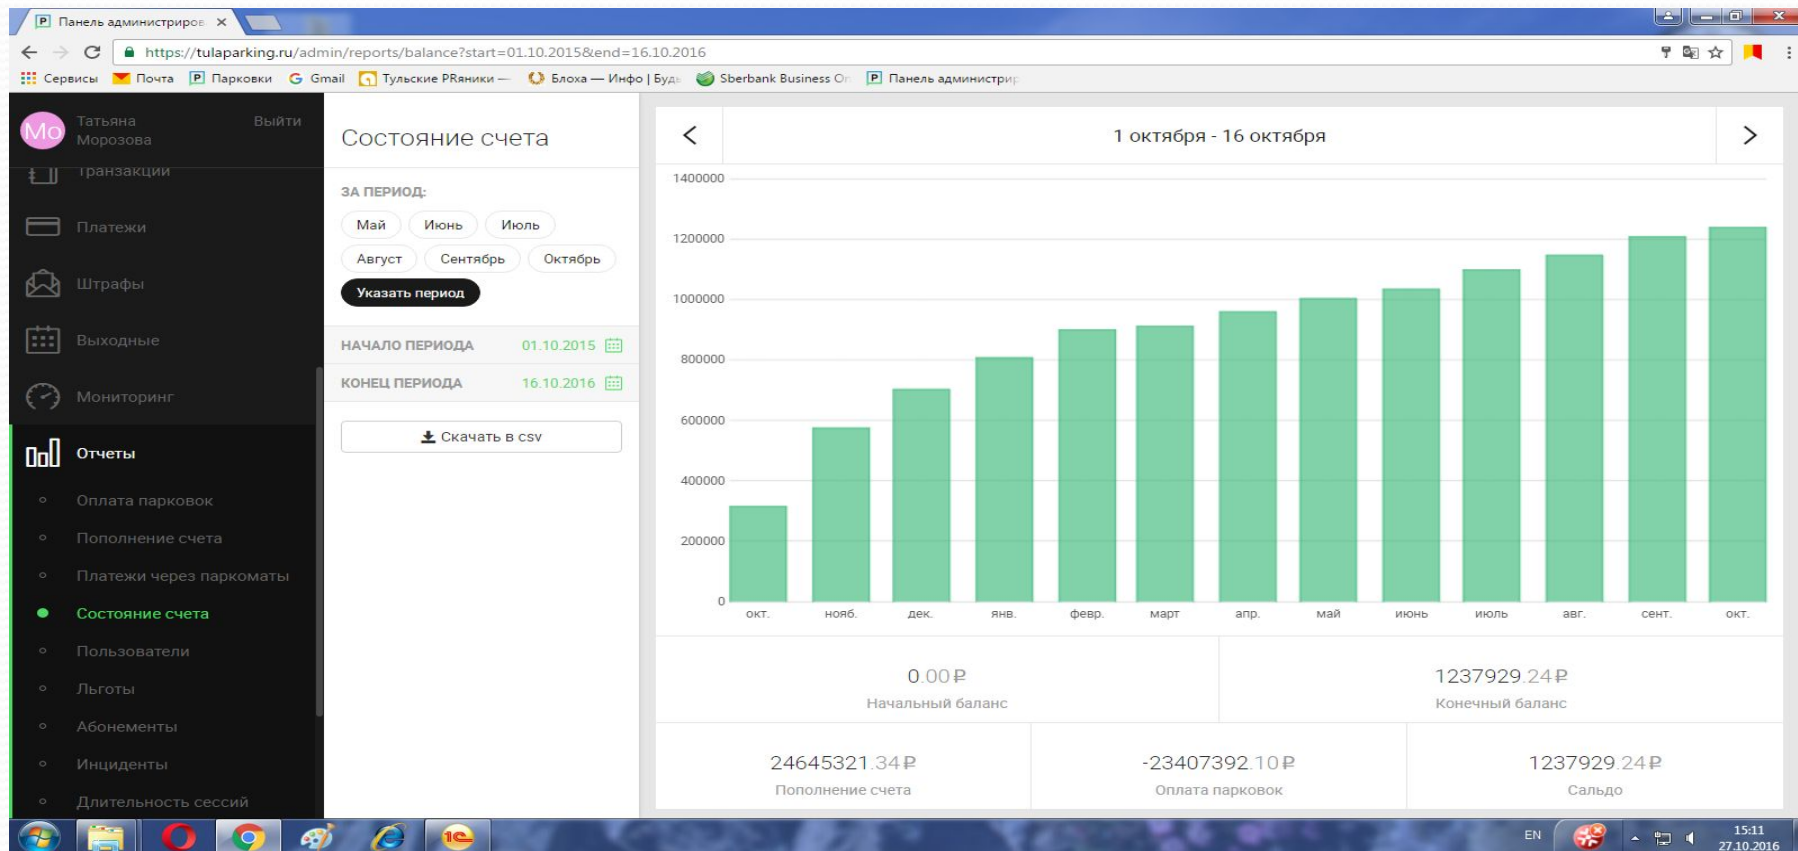 Панель администриров
https://tulaparking.ru/admin/reports/balance?start=01.10.2015&end=16.10.2016
Сервисы Почта Парковки Gmail Тульские PRяники — Блоха — Инфо | Будь Sberbank Business On Панель администрир
Мо Татьяна Морозова Выйти
Транзакции
Платежи
Штрафы
Выходные
Мониторинг
Отчеты
Оплата парковок
Пополнение счета
Платежи через паркоматы
Состояние счета
Пользователи
Льготы
Абонементы
Инциденты
Длительность сессий
Состояние счета
ЗА ПЕРИОД:
Май Июнь Июль
Август Сентябрь Октябрь
Указать период
НАЧАЛО ПЕРИОДА 01.10.2015
КОНЕЦ ПЕРИОДА 16.10.2016
Скачать в csv
1 октября - 16 октября
1400000
1200000
1000000
800000
600000
400000
200000
0
окт. нояб. дек. янв. февр. март апр. май июнь июль авг. сент. окт.
0.00 ₽
Начальный баланс
1237929.24 ₽
Конечный баланс
24645321.34 ₽
Пополнение счета
-23407392.10 ₽
Оплата парковок
1237929.24 ₽
Сальдо
EN
15:11
27.10.2016